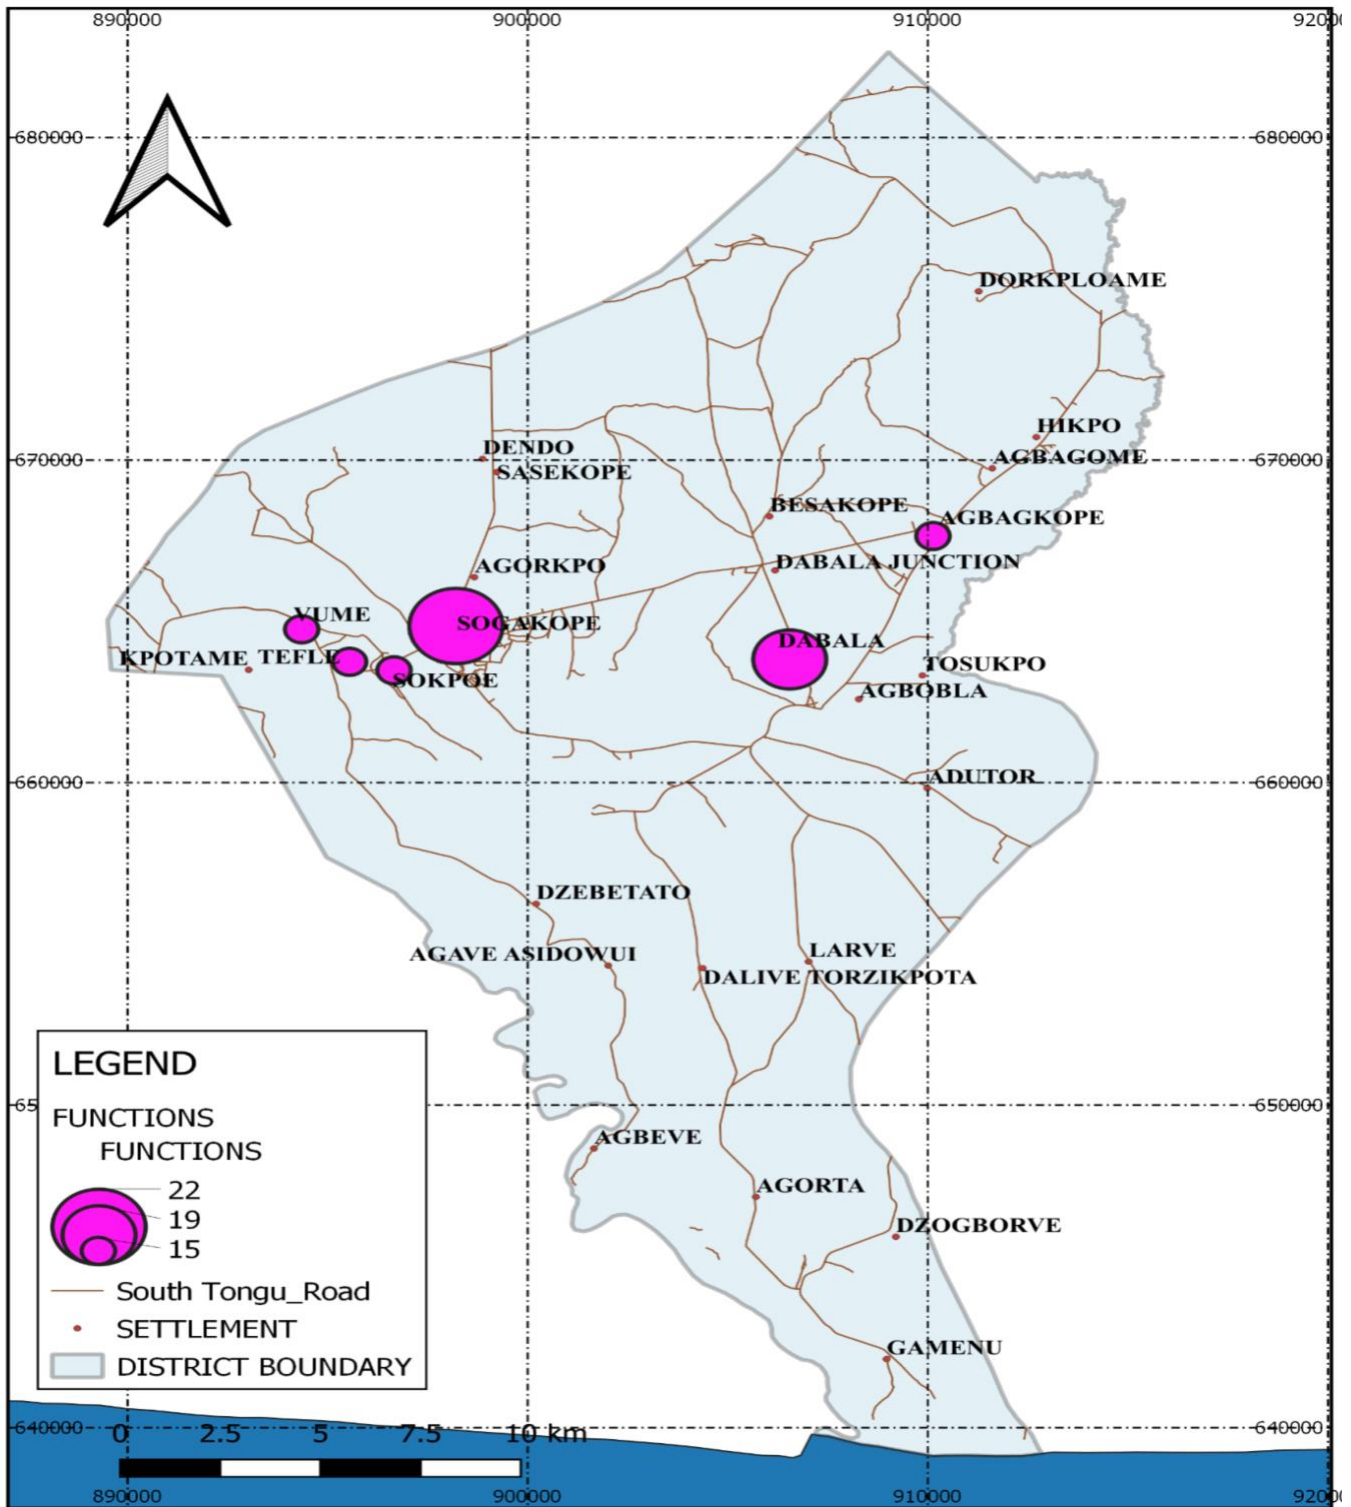 890000 900000 910000 92000
680000 680000
DORKPLOAME
HIKPO
DENDO
670000 AGBAGOME 670000
SASEKOPE
BESAKOPE
AGBAGKOPE
DABALA JUNCTION
AGORKPO
VUME
SOGAKOPE
DABALA
KPOTAME TEFLE
TOSUKPO
SOKPOE
AGBOBLA
660000 ADUTOR 660000
DZEBETATO
AGAVE ASIDOWUI
LARVE
DALIVE TORZIKPOTA
LEGEND
FUNCTIONS
FUNCTIONS
22
19
15
South Tongu_Road
SETTLEMENT
DISTRICT BOUNDARY
65 650000
AGBEVE
AGORTA
DZOGBORVE
GAMENU
640000 640000
0 2.5 5 7.5 10 km
890000 900000 910000 92000